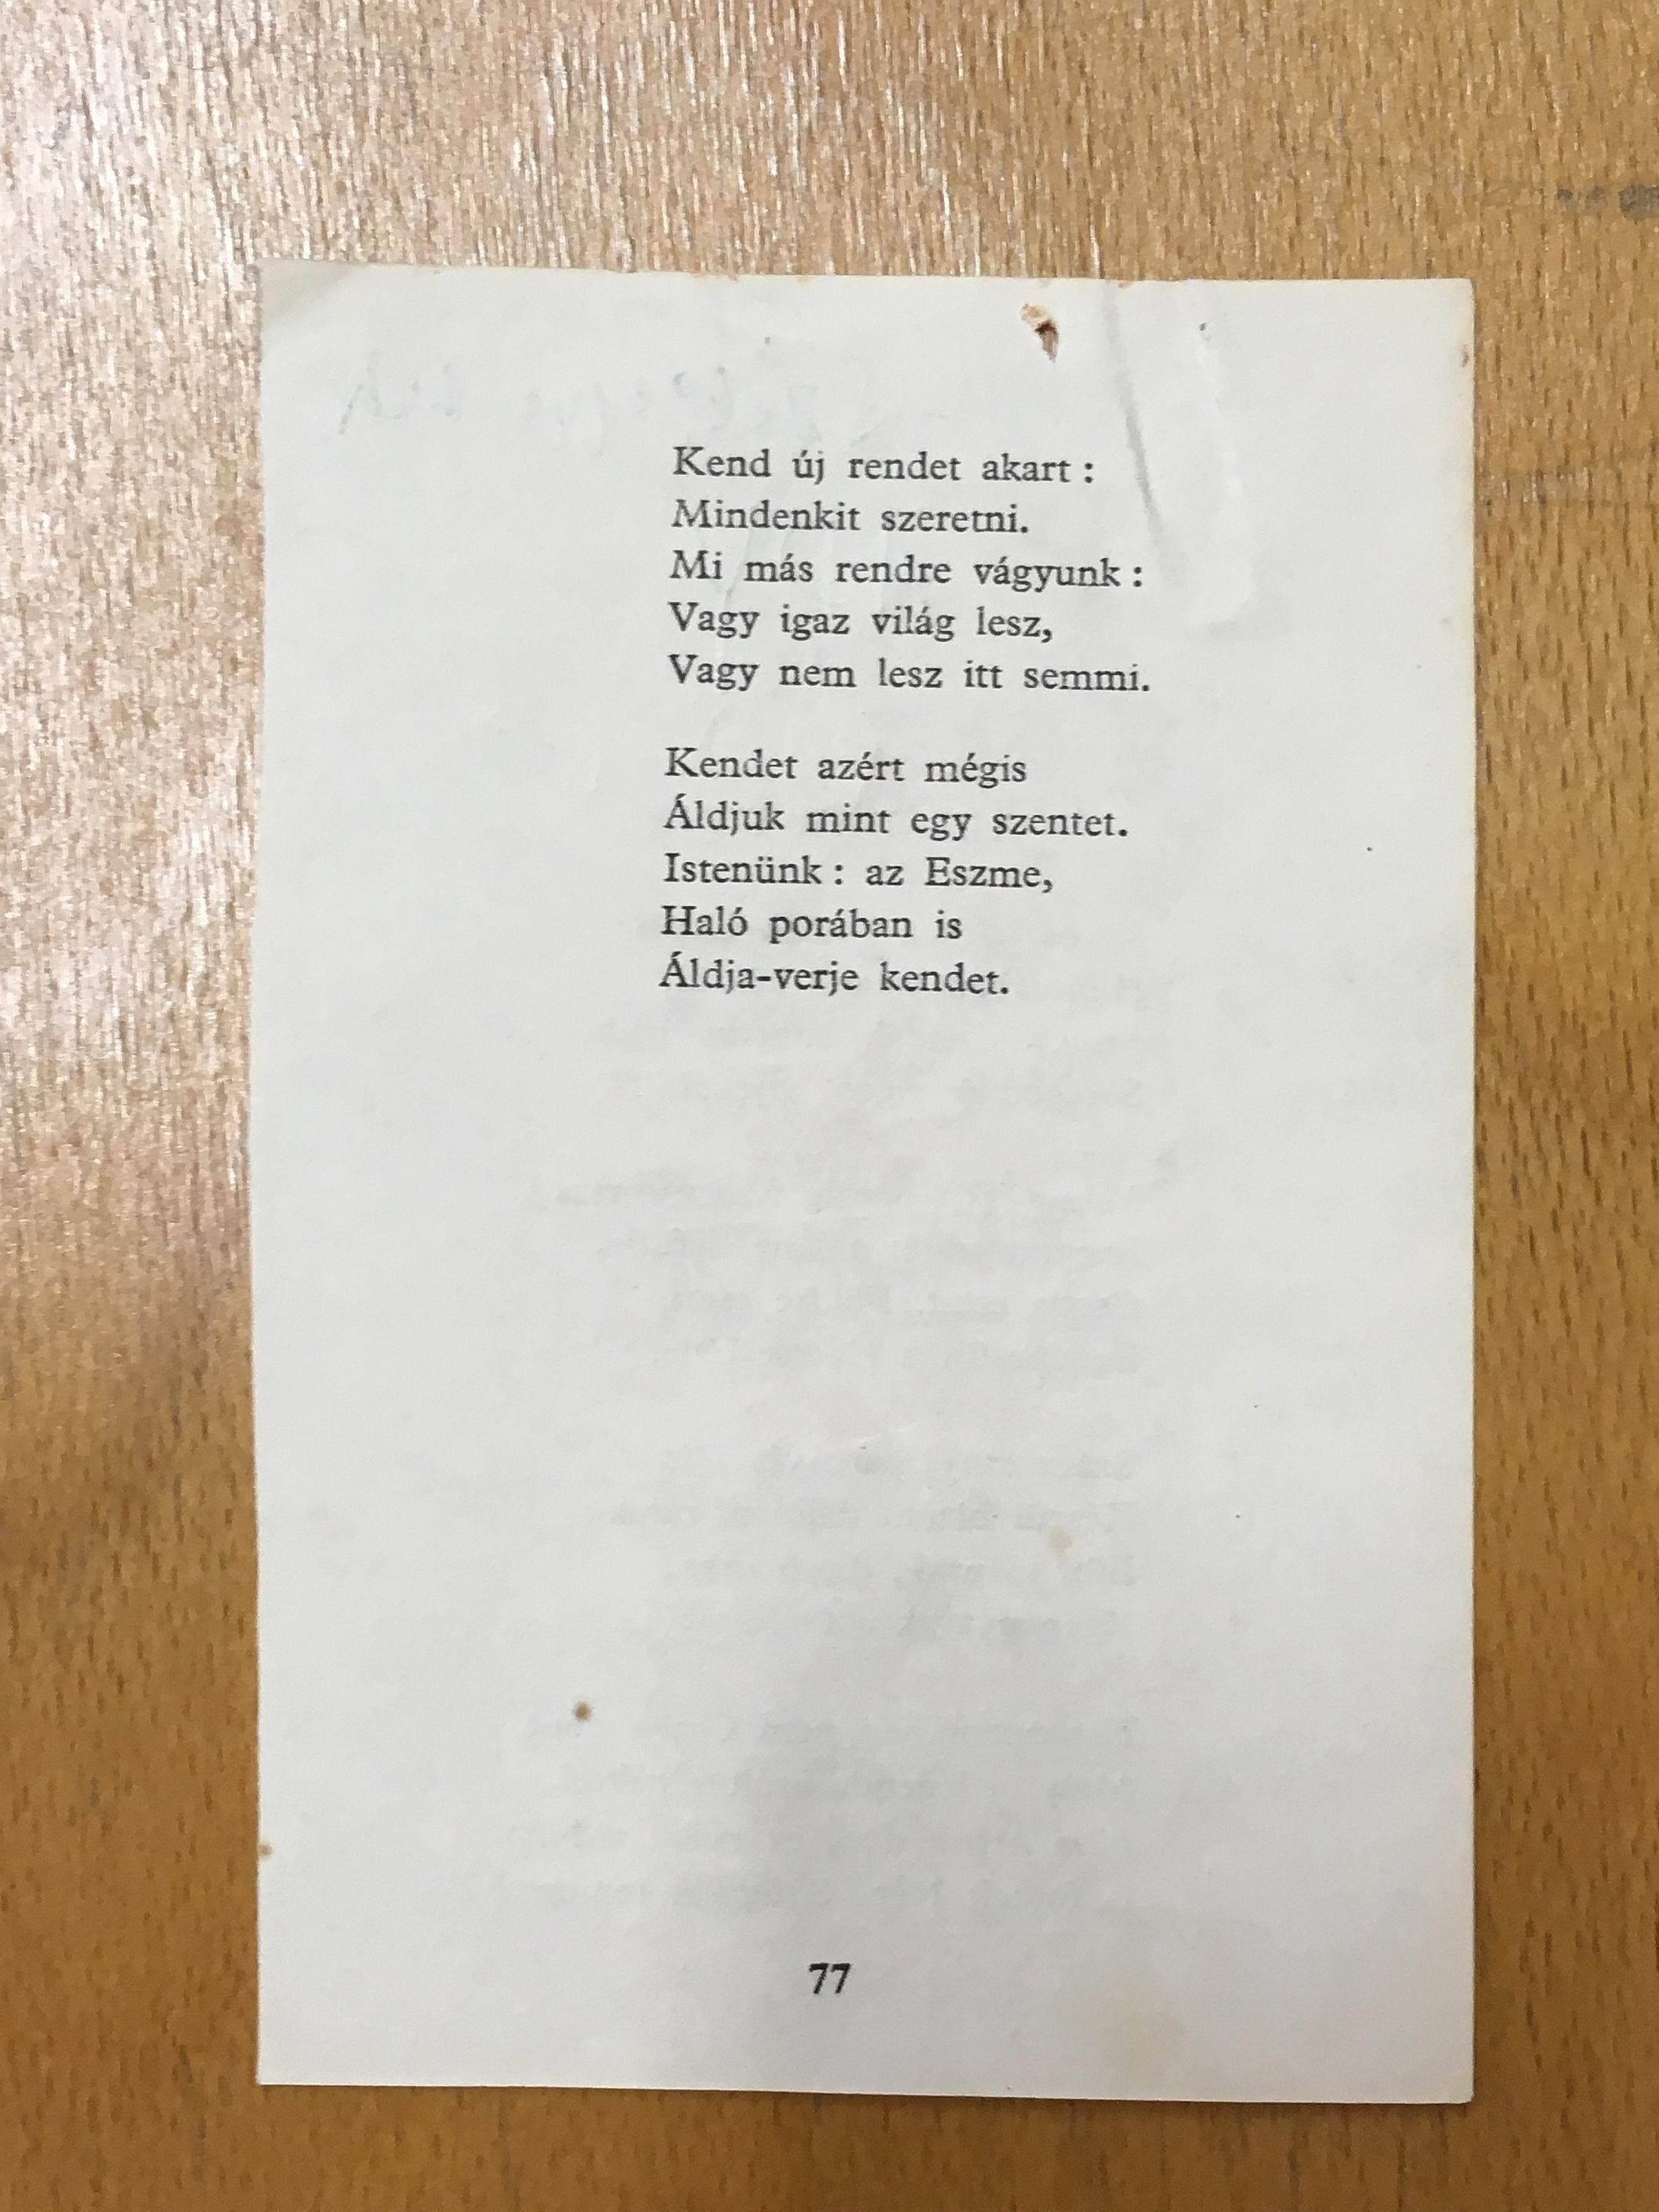 Kend új rendet akart :
Mindenkit szeretni.
Mi más rendre vágyunk :
Vagy igaz világ lesz,
Vagy nem lesz itt semmi.
Kendet azért mégis
Áldjuk mint egy szentet.
Istenünk : az Eszme,
Haló porában is
Áldja-verje kendet.
77